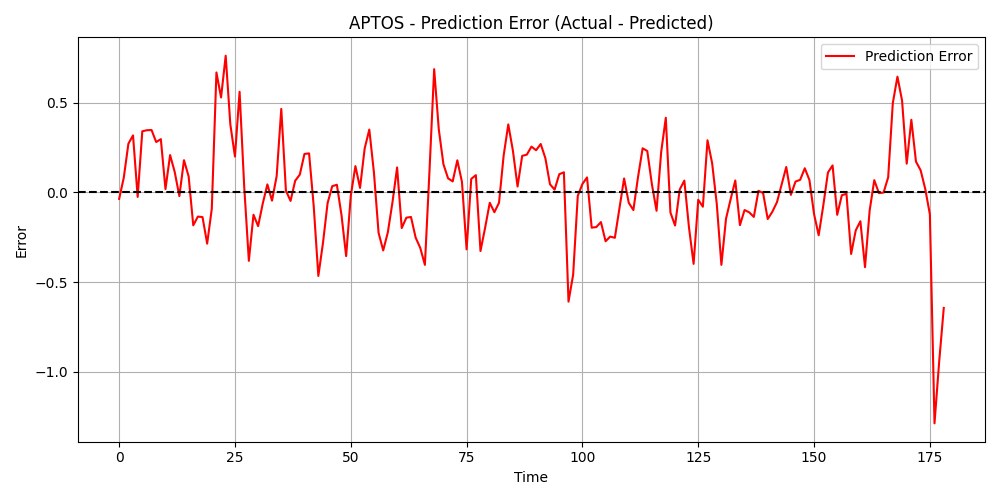 APTOS - Prediction Error (Actual - Predicted)
Prediction Error
Error
0.5
0.0
−0.5
−1.0
0 25 50 75 100 125 150 175
Time